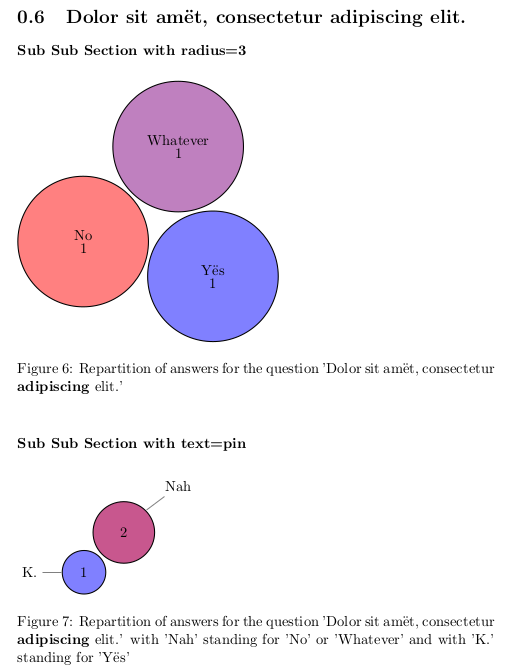 0.6 Dolor sit amët, consectetur adipiscing elit.
Sub Sub Section with radius=3
Whatever
1
No
1
Yës
1
Figure 6: Repartition of answers for the question 'Dolor sit amët, consectetur
adipiscing elit.'
Sub Sub Section with text=pin
Nah
2
K.
1
Figure 7: Repartition of answers for the question 'Dolor sit amët, consectetur
adipiscing elit.' with 'Nah' standing for 'No' or 'Whatever' and with 'K.'
standing for 'Yës'